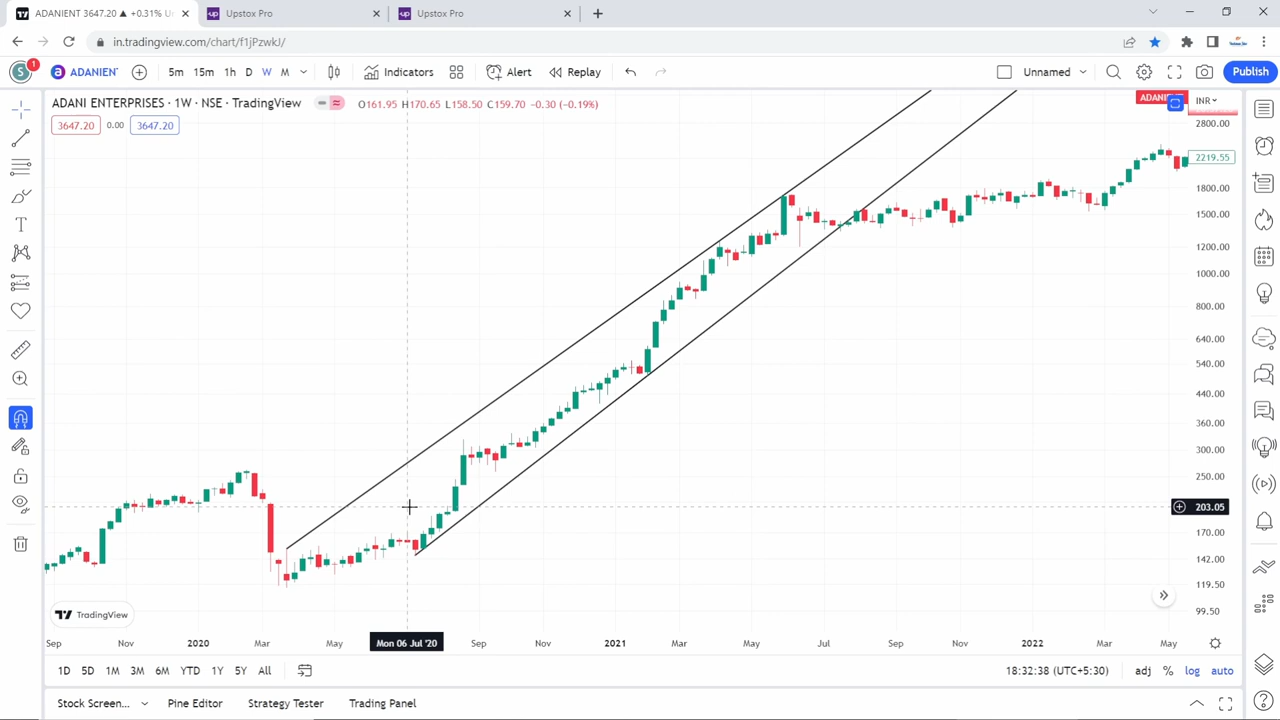 ADANIENT 3647.20 ▲ +0.31% U
Upstox Pro
Upstox Pro
in.tradingview.com/chart/f1jPzwkJ/
S 1
ADANIEN
5m 15m 1h D W M
Indicators
Alert
Replay
Unnamed
Publish
ADANI ENTERPRISES · 1W · NSE · TradingView
O161.95 H170.65 C159.70 -0.30 (-0.19%)
3647.20 0.00 3647.20
ADANIE
INR
2800.00
2219.55
1800.00
1500.00
1200.00
1000.00
800.00
640.00
540.00
440.00
360.00
300.00
250.00
203.05
170.00
142.00
119.50
99.50
TradingView
Sep Nov 2020 Mar May Mon 06 Jul '20 Sep Nov 2021 Mar May Jul Sep Nov 2022 Mar May
1D 5D 1M 3M 6M YTD 1Y 5Y All
18:32:38 (UTC+5:30) adj % log auto
Stock Screen... Pine Editor Strategy Tester Trading Panel